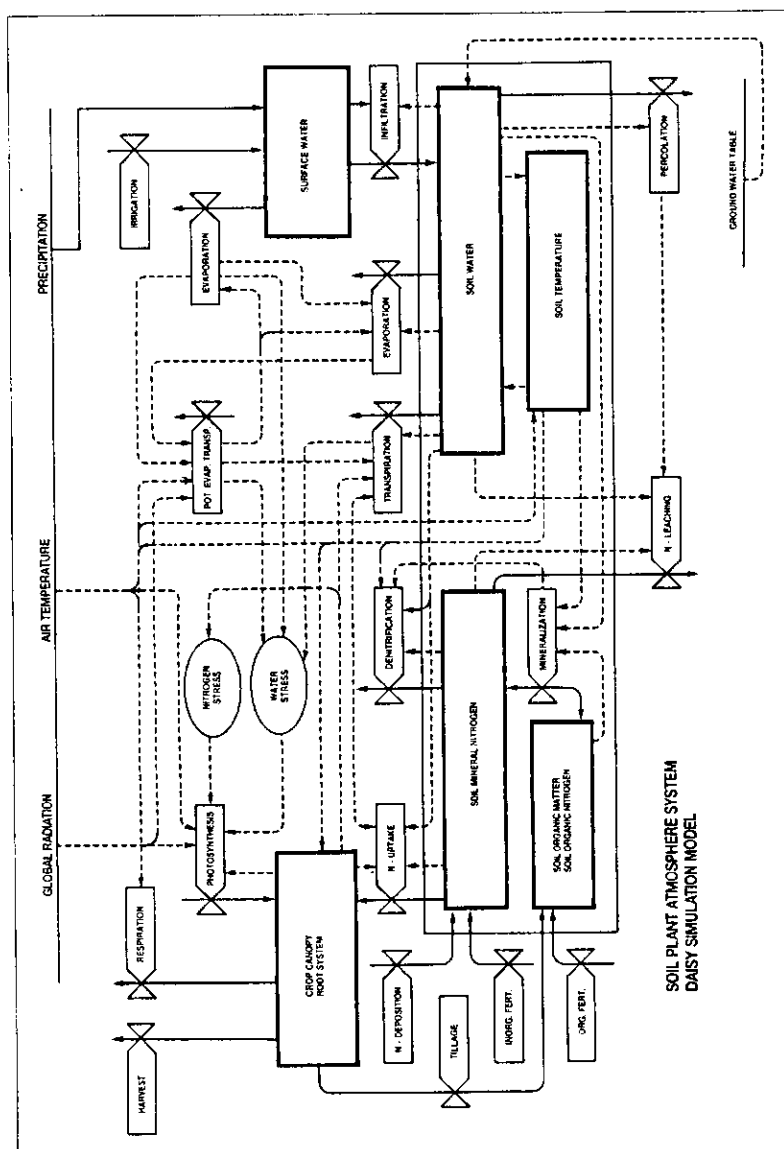 GLOBAL RADIATION
AIR TEMPERATURE
PRECIPITATION
HARVEST
RESPIRATION
IRRIGATION
PHOTOSYNTHESIS
NITROGEN
STRESS
WATER
STRESS
POT EVAP. TRANSP.
EVAPORATION
SURFACE WATER
CROP CANOPY
ROOT SYSTEM
N - UPTAKE
DENITRIFICATION
TRANSPIRATION
EVAPORATION
INFILTRATION
N - DEPOSITION
TILLAGE
INORG. FERT.
ORG. FERT.
SOIL MINERAL NITROGEN
SOIL WATER
SOIL ORGANIC MATTER
SOIL ORGANIC NITROGEN
MINERALIZATION
SOIL TEMPERATURE
N - LEACHING
PERCOLATION
GROUND WATER TABLE
SOIL PLANT ATMOSPHERE SYSTEM
DAISY SIMULATION MODEL